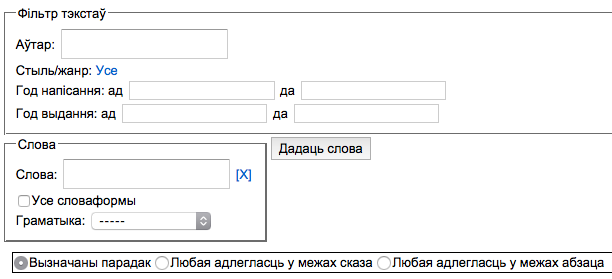 Фільтр тэкстаў
Аўтар:
Стыль/жанр: Усе
Год напісання: ад да
Год выдання: ад да
Слова
Дадаць слова
Слова: [X]
Усе словаформы
Граматыка: -----
Вызначаны парадак Любая адлегласць у межах сказа Любая адлегласць у межах абзаца